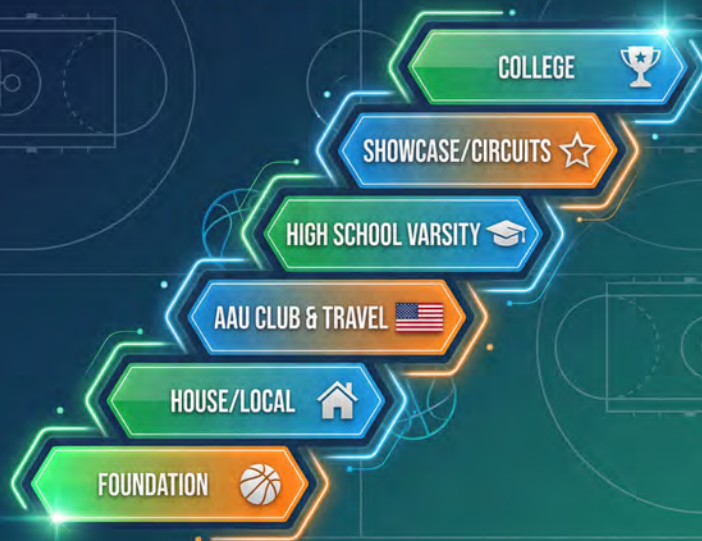 COLLEGE
SHOWCASE/CIRCUITS
HIGH SCHOOL VARSITY
AAU CLUB & TRAVEL
HOUSE/LOCAL
FOUNDATION